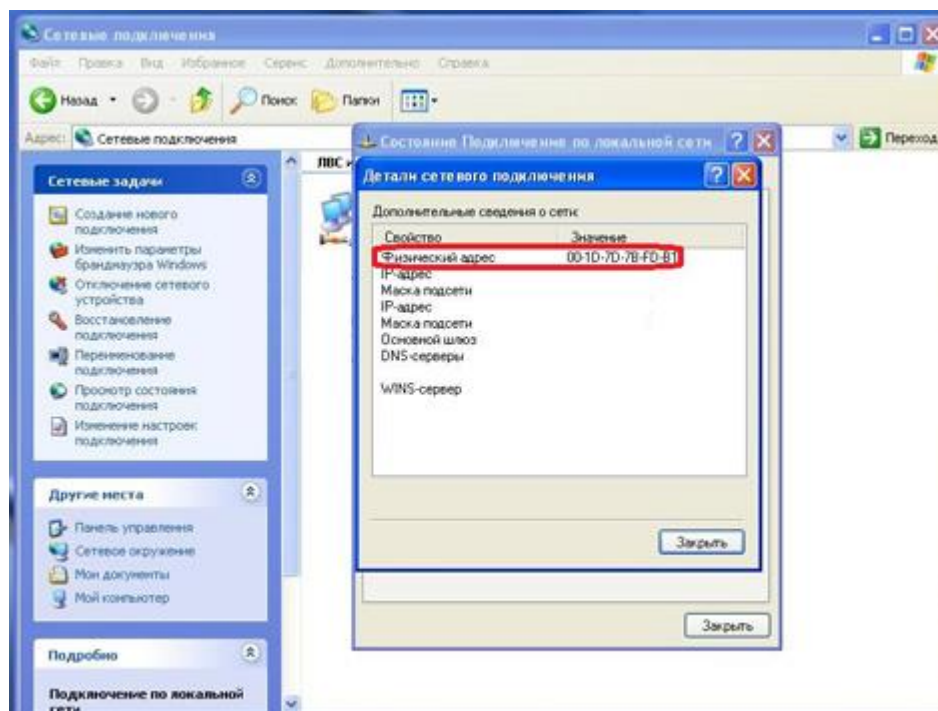 Сетевые подключения
Файл Правка Вид Избранное Сервис Дополнительно Справка
Назад Поиск Папки
Адрес: Сетевые подключения Переход
Сетевые задачи
Создание нового
подключения
Изменить параметры
брандмауэра Windows
Отключение сетевого
устройства
Восстановление
подключения
Переименование
подключения
Просмотр состояния
подключения
Изменение настроек
подключения
Другие места
Панель управления
Сетевое окружение
Мои документы
Мой компьютер
Подробно
Подключение по локальной
сети
ЛВС
Состояние Подключение по локальной сети
Детали сетевого подключения
Дополнительные сведения о сети:
Свойство Значение
Физический адрес 00-1D-7D-7B-FD-B1
IP-адрес
Маска подсети
IP-адрес
Маска подсети
Основной шлюз
DNS-серверы
WINS-сервер
Закрыть
Закрыть